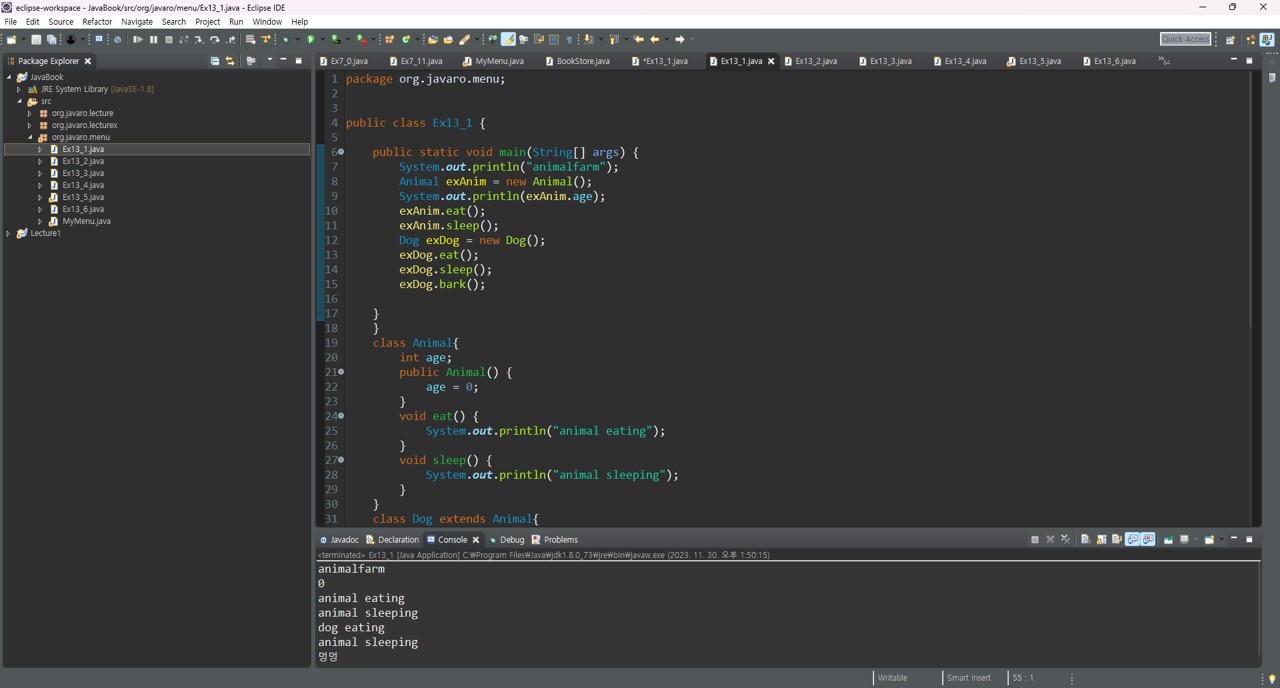 eclipse-workspace - JavaBook/src/org/javaro/menu/Ex13_1.java - Eclipse IDE
File Edit Source Refactor Navigate Search Project Run Window Help
Quick Access
Package Explorer
JavaBook
JRE System Library [JavaSE-1.8]
src
org.javaro.lecture
org.javaro.lecturex
org.javaro.menu
Ex13_1.java
Ex13_2.java
Ex13_3.java
Ex13_4.java
Ex13_5.java
Ex13_6.java
MyMenu.java
Lecture1
Ex7_0.java Ex7_11.java MyMenu.java BookStore.java *Ex13_1.java Ex13_1.java Ex13_2.java Ex13_3.java Ex13_4.java Ex13_5.java Ex13_6.java
1 package org.javaro.menu;
2
3
4 public class Ex13_1 {
5
6 public static void main(String[] args) {
7 System.out.println("animalfarm");
8 Animal exAnim = new Animal();
9 System.out.println(exAnim.age);
10 exAnim.eat();
11 exAnim.sleep();
12 Dog exDog = new Dog();
13 exDog.eat();
14 exDog.sleep();
15 exDog.bark();
16
17 }
18 }
19 class Animal{
20 int age;
21 public Animal() {
22 age = 0;
23 }
24 void eat() {
25 System.out.println("animal eating");
26 }
27 void sleep() {
28 System.out.println("animal sleeping");
29 }
30 }
31 class Dog extends Animal{
Javadoc Declaration Console Debug Problems
<terminated> Ex13_1 [Java Application] C:₩Program Files₩Java₩jdk1.8.0_73₩jre₩bin₩javaw.exe (2023. 11. 30. 오후 1:50:15)
animalfarm
0
animal eating
animal sleeping
dog eating
animal sleeping
멍멍
Writable Smart Insert 55 : 1